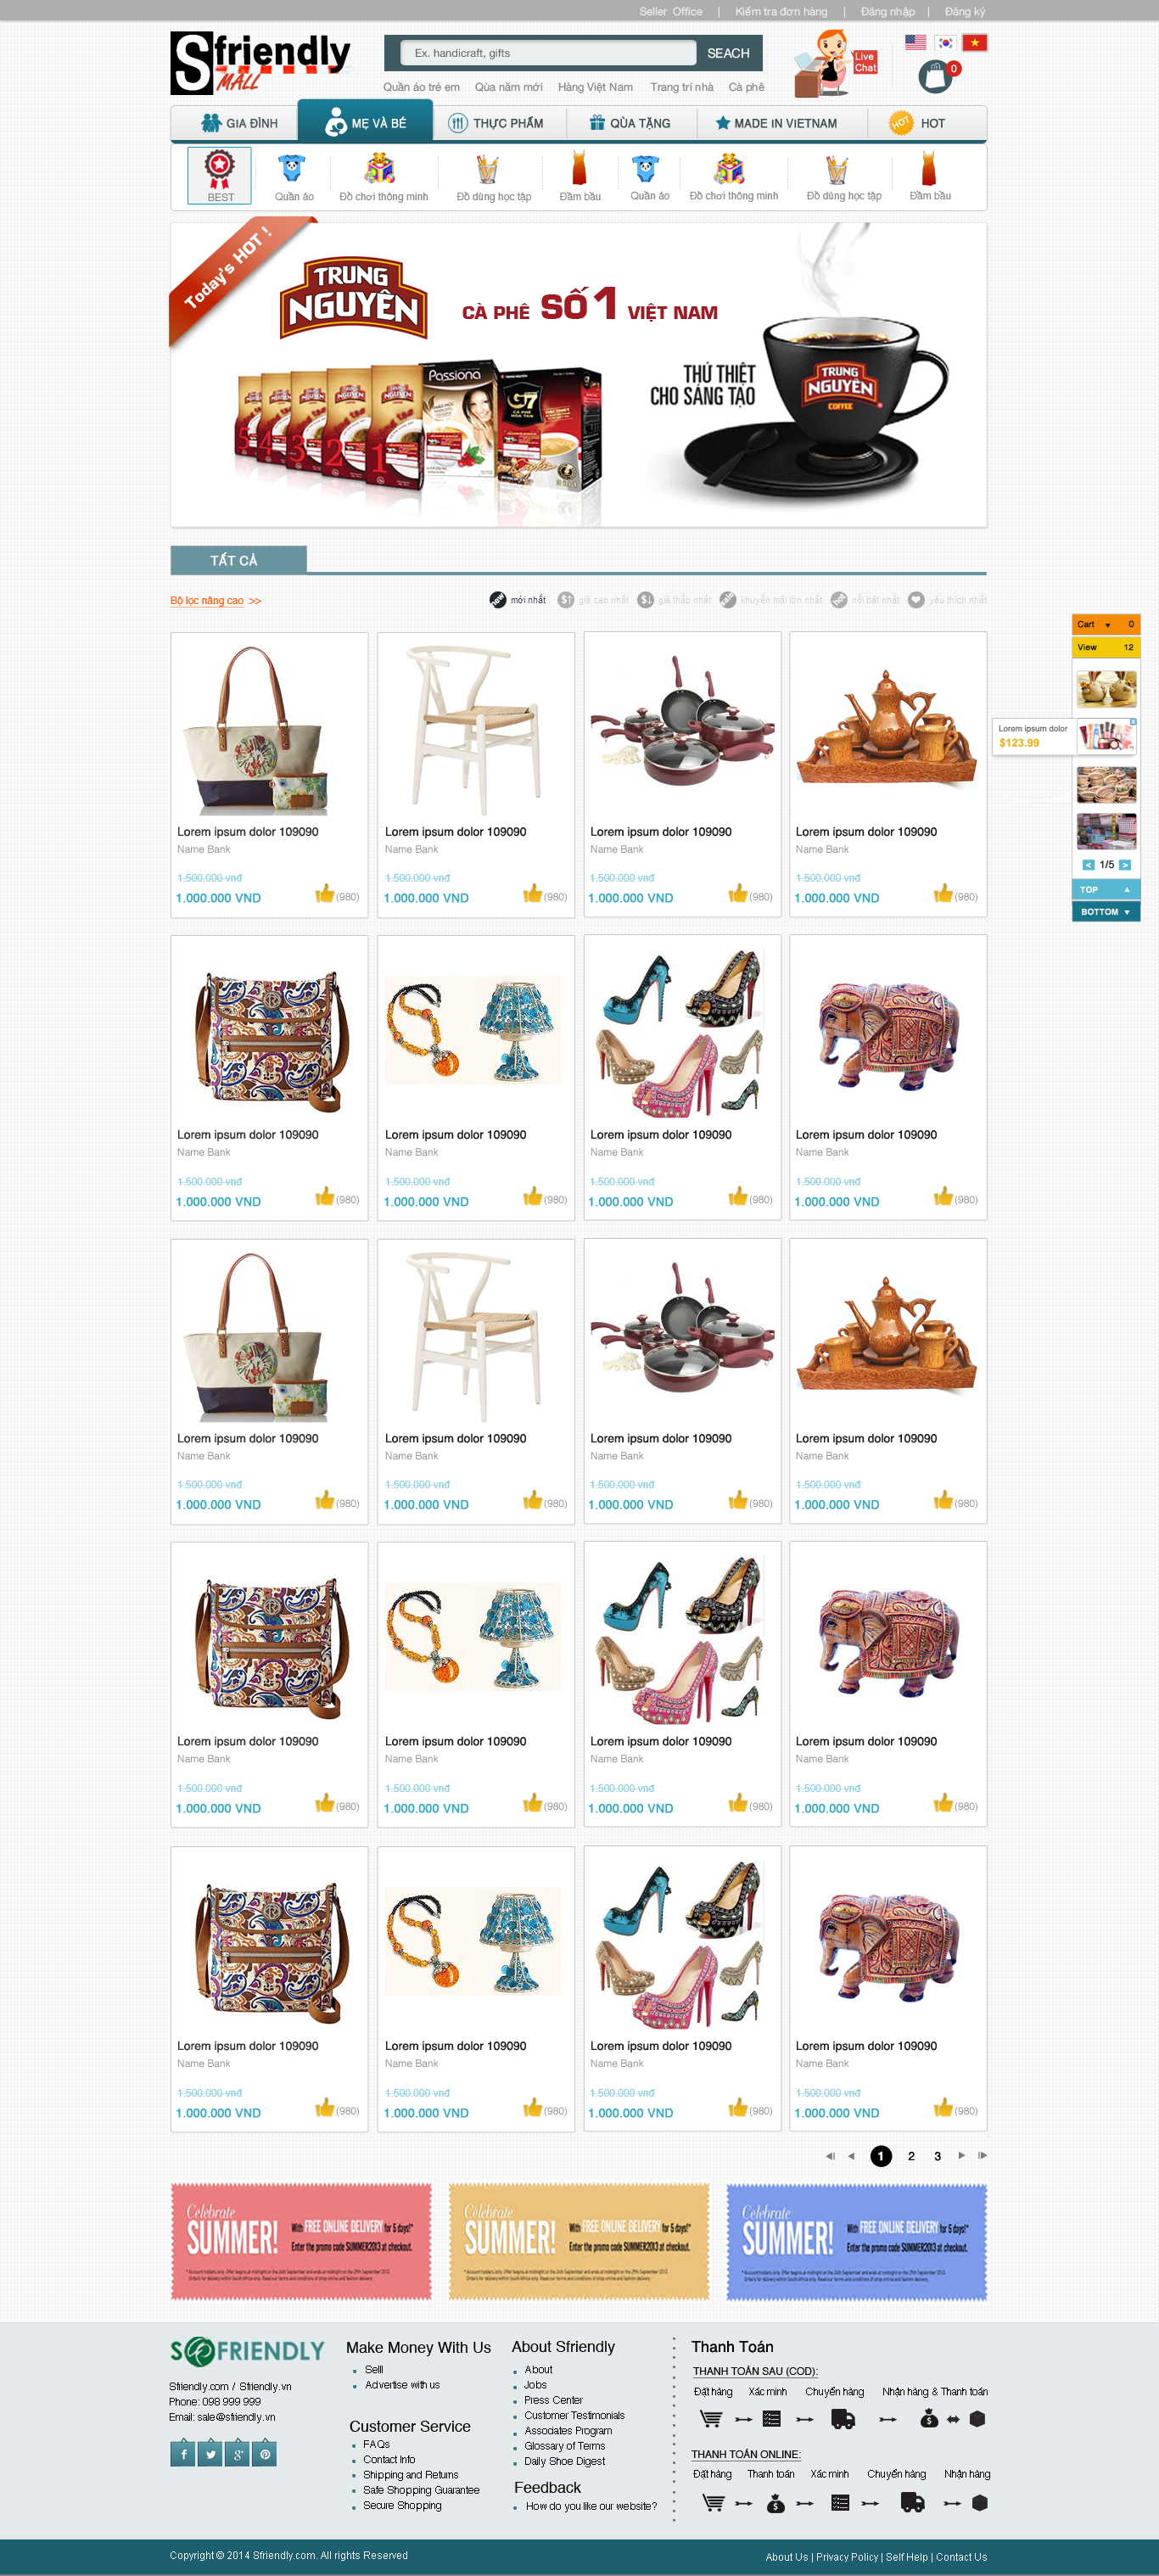 Seller Office | Kiểm tra đơn hàng | Đăng nhập | Đăng ký
Sfriendly
MALL
Ex. handicraft, gifts
SEACH
Live
Chat
0
Quần áo trẻ em Qùa năm mới Hàng Việt Nam Trang trí nhà Cà phê
GIA ĐÌNH MẸ VÀ BÉ THỰC PHẨM QÙA TẶNG MADE IN VIETNAM HOT HOT
BEST Quần áo Đồ chơi thông minh Đồ dùng học tập Đầm bầu Quần áo Đồ chơi thông minh Đồ dùng học tập Đầm bầu
Today's HOT !
TRUNG
NGUYÊN
CÀ PHÊ SỐ 1 VIỆT NAM
Passiona
G7
5 4 3 2 1
THỨ THIỆT
CHO SÁNG TẠO
TRUNG
NGUYÊN
COFFEE
TẤT CẢ
Bộ lọc nâng cao >>
mới nhất giá cao nhất giá thấp nhất khuyến mãi lớn nhất nổi bật nhất yêu thích nhất
Cart 0
View 12
Lorem ipsum dolor
$123.99
< 1/5 >
TOP
BOTTOM
Lorem ipsum dolor 109090 Lorem ipsum dolor 109090 Lorem ipsum dolor 109090 Lorem ipsum dolor 109090
Name Bank Name Bank Name Bank Name Bank
1.500.000 vnđ 1.500.000 vnđ 1.500.000 vnđ 1.500.000 vnđ
1.000.000 VND (980) 1.000.000 VND (980) 1.000.000 VND (980) 1.000.000 VND (980)
Lorem ipsum dolor 109090 Lorem ipsum dolor 109090 Lorem ipsum dolor 109090 Lorem ipsum dolor 109090
Name Bank Name Bank Name Bank Name Bank
1.500.000 vnđ 1.500.000 vnđ 1.500.000 vnđ 1.500.000 vnđ
1.000.000 VND (980) 1.000.000 VND (980) 1.000.000 VND (980) 1.000.000 VND (980)
Lorem ipsum dolor 109090 Lorem ipsum dolor 109090 Lorem ipsum dolor 109090 Lorem ipsum dolor 109090
Name Bank Name Bank Name Bank Name Bank
1.500.000 vnđ 1.500.000 vnđ 1.500.000 vnđ 1.500.000 vnđ
1.000.000 VND (980) 1.000.000 VND (980) 1.000.000 VND (980) 1.000.000 VND (980)
Lorem ipsum dolor 109090 Lorem ipsum dolor 109090 Lorem ipsum dolor 109090 Lorem ipsum dolor 109090
Name Bank Name Bank Name Bank Name Bank
1.500.000 vnđ 1.500.000 vnđ 1.500.000 vnđ 1.500.000 vnđ
1.000.000 VND (980) 1.000.000 VND (980) 1.000.000 VND (980) 1.000.000 VND (980)
Lorem ipsum dolor 109090 Lorem ipsum dolor 109090 Lorem ipsum dolor 109090 Lorem ipsum dolor 109090
Name Bank Name Bank Name Bank Name Bank
1.500.000 vnđ 1.500.000 vnđ 1.500.000 vnđ 1.500.000 vnđ
1.000.000 VND (980) 1.000.000 VND (980) 1.000.000 VND (980) 1.000.000 VND (980)
1 2 3
Celebrate
SUMMER!
With FREE ONLINE DELIVERY for 5 days!*
Enter the promo code SUMMER2013 at checkout.
Celebrate
SUMMER!
With FREE ONLINE DELIVERY for 5 days!*
Enter the promo code SUMMER2013 at checkout.
Celebrate
SUMMER!
With FREE ONLINE DELIVERY for 5 days!*
Enter the promo code SUMMER2013 at checkout.
SFRIENDLY
Sfriendly.com / Sfriendly.vn
Phone: 098 999 999
Email: sale@sfriendly.vn
Make Money With Us
Selll
Advertise with us
Customer Service
FAQs
Contact Info
Shipping and Returns
Safe Shopping Guarantee
Secure Shopping
About Sfriendly
About
Jobs
Press Center
Customer Testimonials
Associates Program
Glossary of Terms
Daily Shoe Digest
Feedback
How do you like our website?
Thanh Toán
THANH TOÁN SAU (COD):
Đặt hàng Xác minh Chuyển hàng Nhận hàng & Thanh toán
THANH TOÁN ONLINE:
Đặt hàng Thanh toán Xác minh Chuyển hàng Nhận hàng
Copyright © 2014 Sfriendly.com. All rights Reserved
About Us | Privacy Policy | Self Help | Contact Us